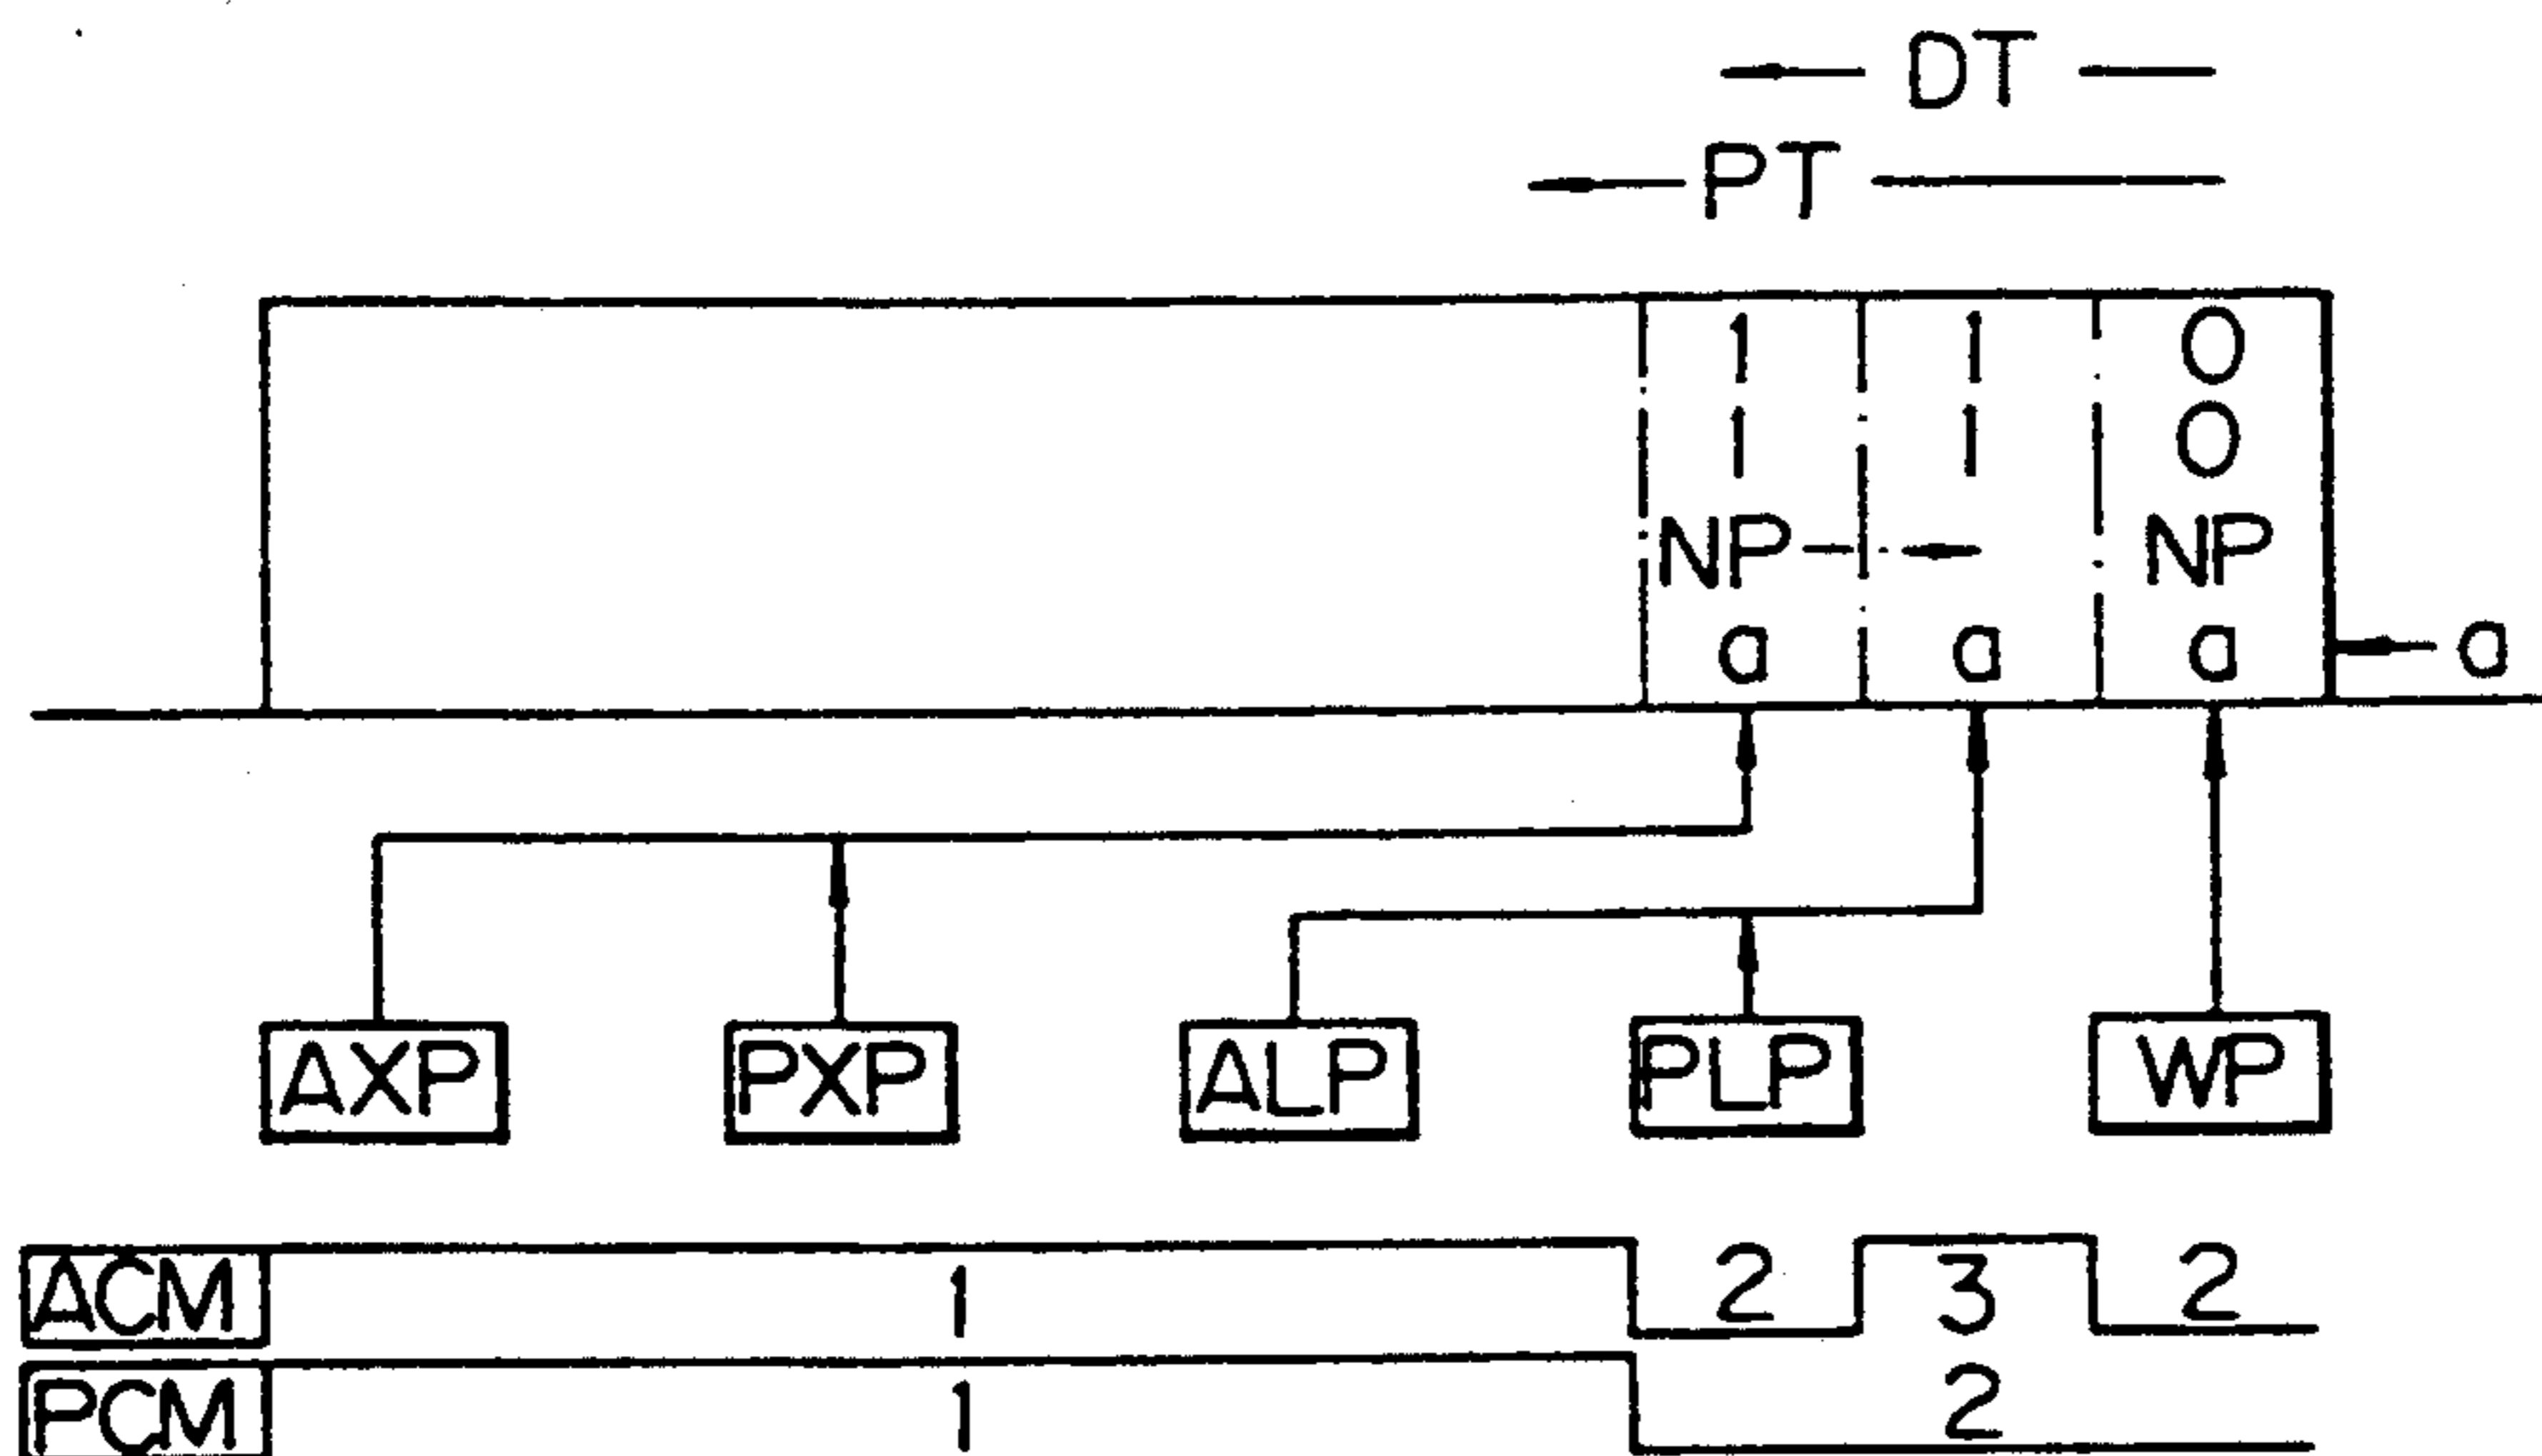 DT
PT
1 1 0
1 1 0
NP NP
a a a a
AXP PXP ALP PLP WP
ACM 1 2 3 2
PCM 1 2